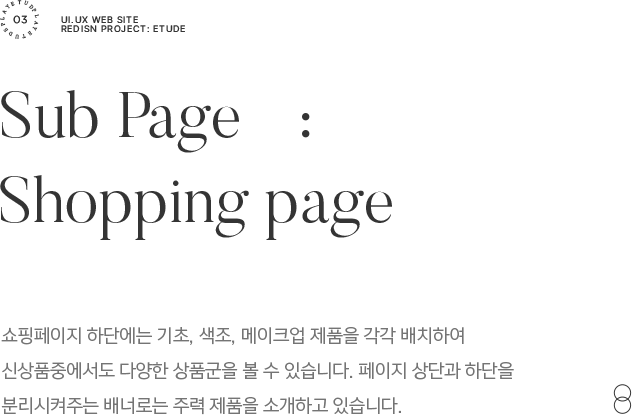 03
UI.UX WEB SITE
REDISN PROJECT: ETUDE
Sub Page :
Shopping page
쇼핑페이지 하단에는 기초, 색조, 메이크업 제품을 각각 배치하여
신상품중에서도 다양한 상품군을 볼 수 있습니다. 페이지 상단과 하단을
분리시켜주는 배너로는 주력 제품을 소개하고 있습니다.